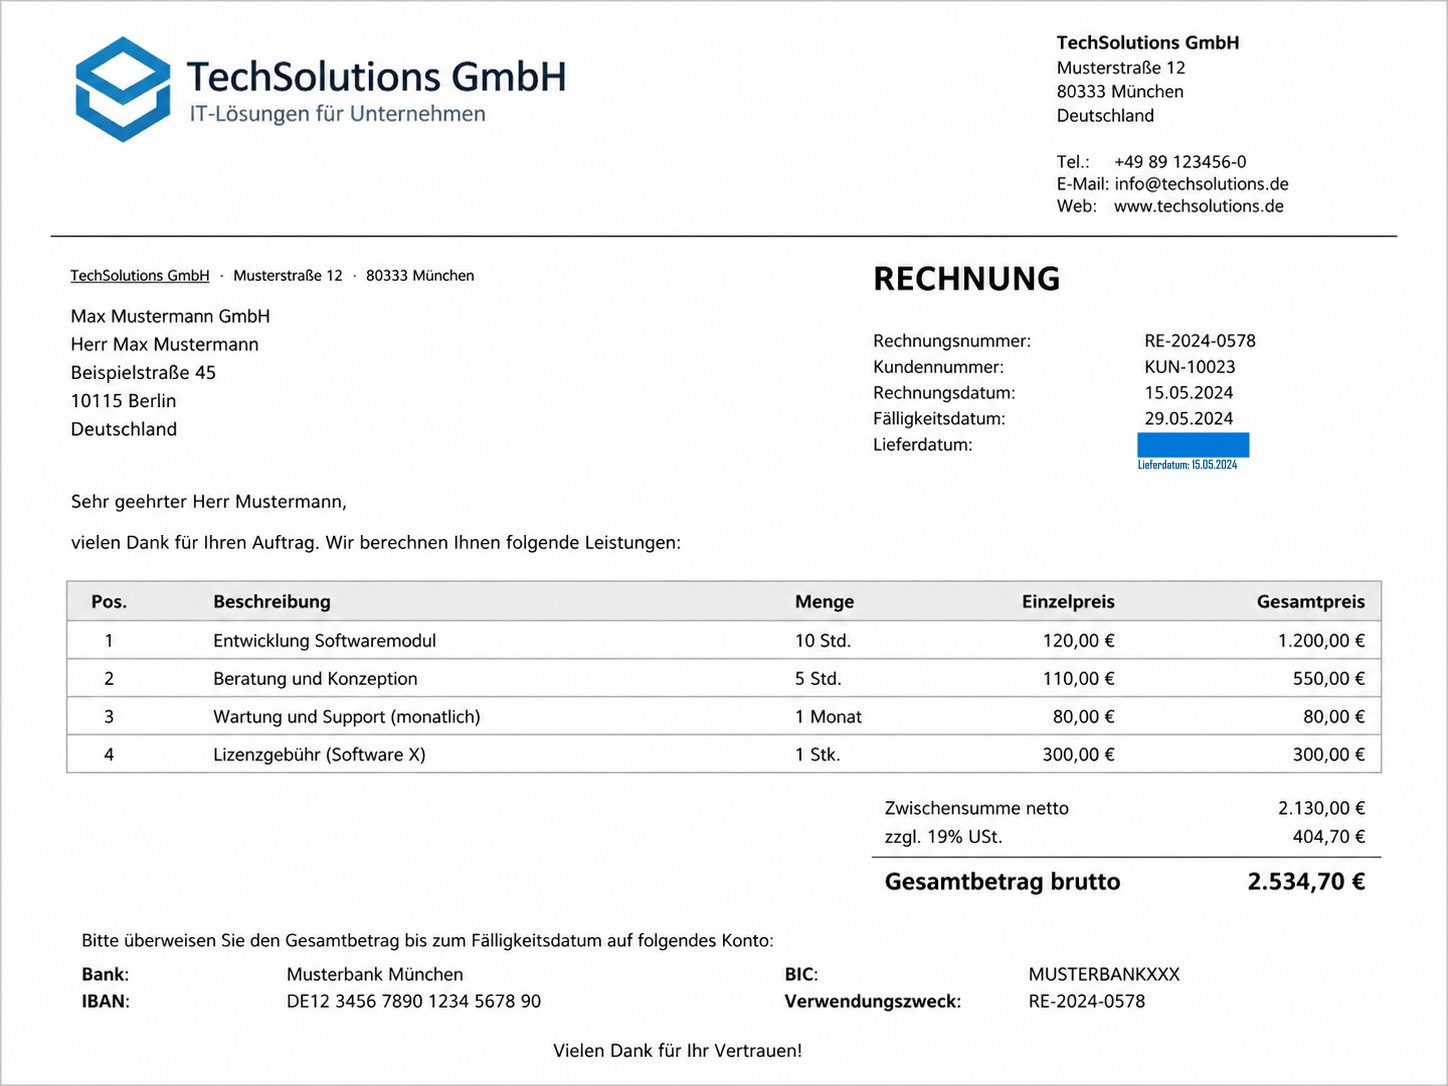 TechSolutions GmbH
IT-Lösungen für Unternehmen
TechSolutions GmbH
Musterstraße 12
80333 München
Deutschland
Tel.: +49 89 123456-0
E-Mail: info@techsolutions.de
Web: www.techsolutions.de
TechSolutions GmbH · Musterstraße 12 · 80333 München
Max Mustermann GmbH
Herr Max Mustermann
Beispielstraße 45
10115 Berlin
Deutschland
RECHNUNG
Rechnungsnummer: RE-2024-0578
Kundennummer: KUN-10023
Rechnungsdatum: 15.05.2024
Fälligkeitsdatum: 29.05.2024
Lieferdatum:
Lieferdatum: 15.05.2024
Sehr geehrter Herr Mustermann,
vielen Dank für Ihren Auftrag. Wir berechnen Ihnen folgende Leistungen:
Pos. Beschreibung Menge Einzelpreis Gesamtpreis
1 Entwicklung Softwaremodul 10 Std. 120,00 € 1.200,00 €
2 Beratung und Konzeption 5 Std. 110,00 € 550,00 €
3 Wartung und Support (monatlich) 1 Monat 80,00 € 80,00 €
4 Lizenzgebühr (Software X) 1 Stk. 300,00 € 300,00 €
Zwischensumme netto 2.130,00 €
zzgl. 19% USt. 404,70 €
Gesamtbetrag brutto 2.534,70 €
Bitte überweisen Sie den Gesamtbetrag bis zum Fälligkeitsdatum auf folgendes Konto:
Bank: Musterbank München BIC: MUSTERBANKXXX
IBAN: DE12 3456 7890 1234 5678 90 Verwendungszweck: RE-2024-0578
Vielen Dank für Ihr Vertrauen!